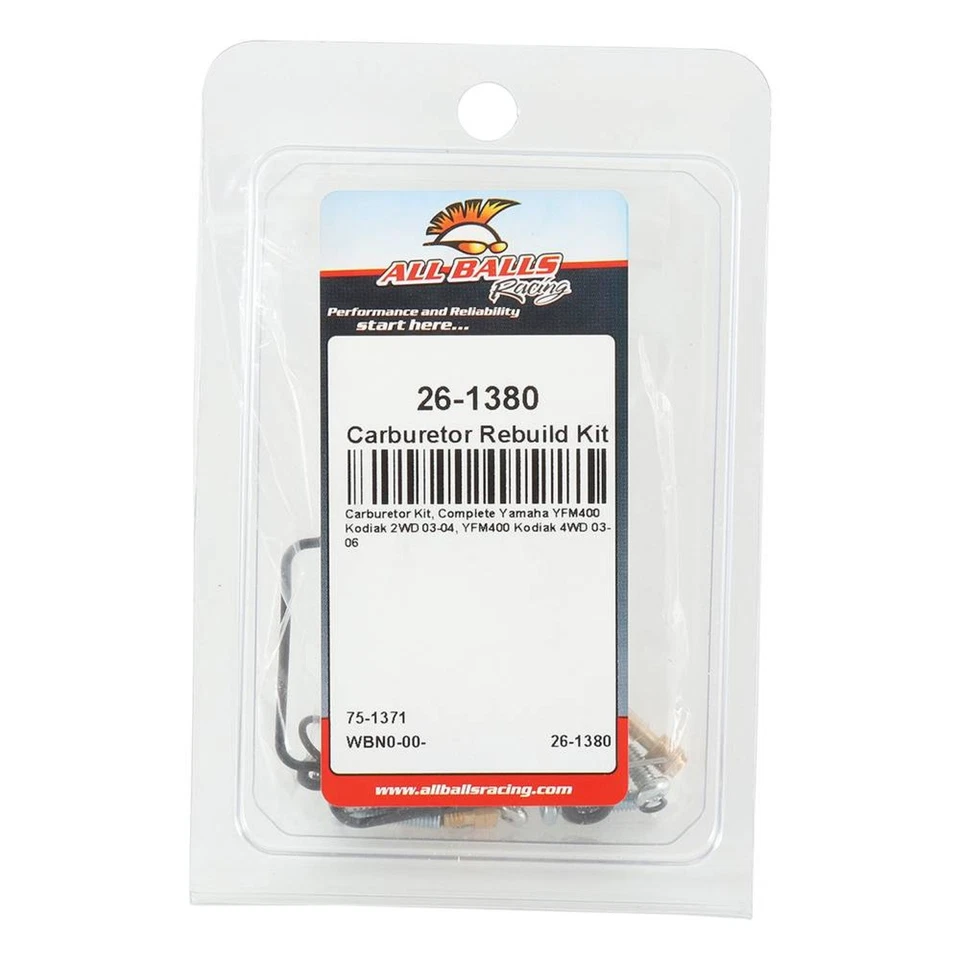 ALL BALLS
Racing
Performance and Reliability
start here...
26-1380
Carburetor Rebuild Kit
Carburetor Kit, Complete Yamaha YFM400
Kodiak 2WD 03-04, YFM400 Kodiak 4WD 03-
06
75-1371
WBN0-00- 26-1380
www.allballsracing.com